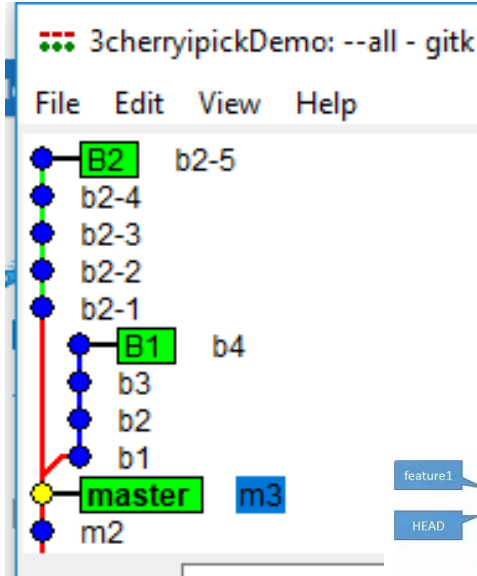 3cherryipickDemo: --all - gitk
File Edit View Help
B2 b2-5
b2-4
b2-3
b2-2
b2-1
B1 b4
b3
b2
b1
master m3
m2
feature1
HEAD